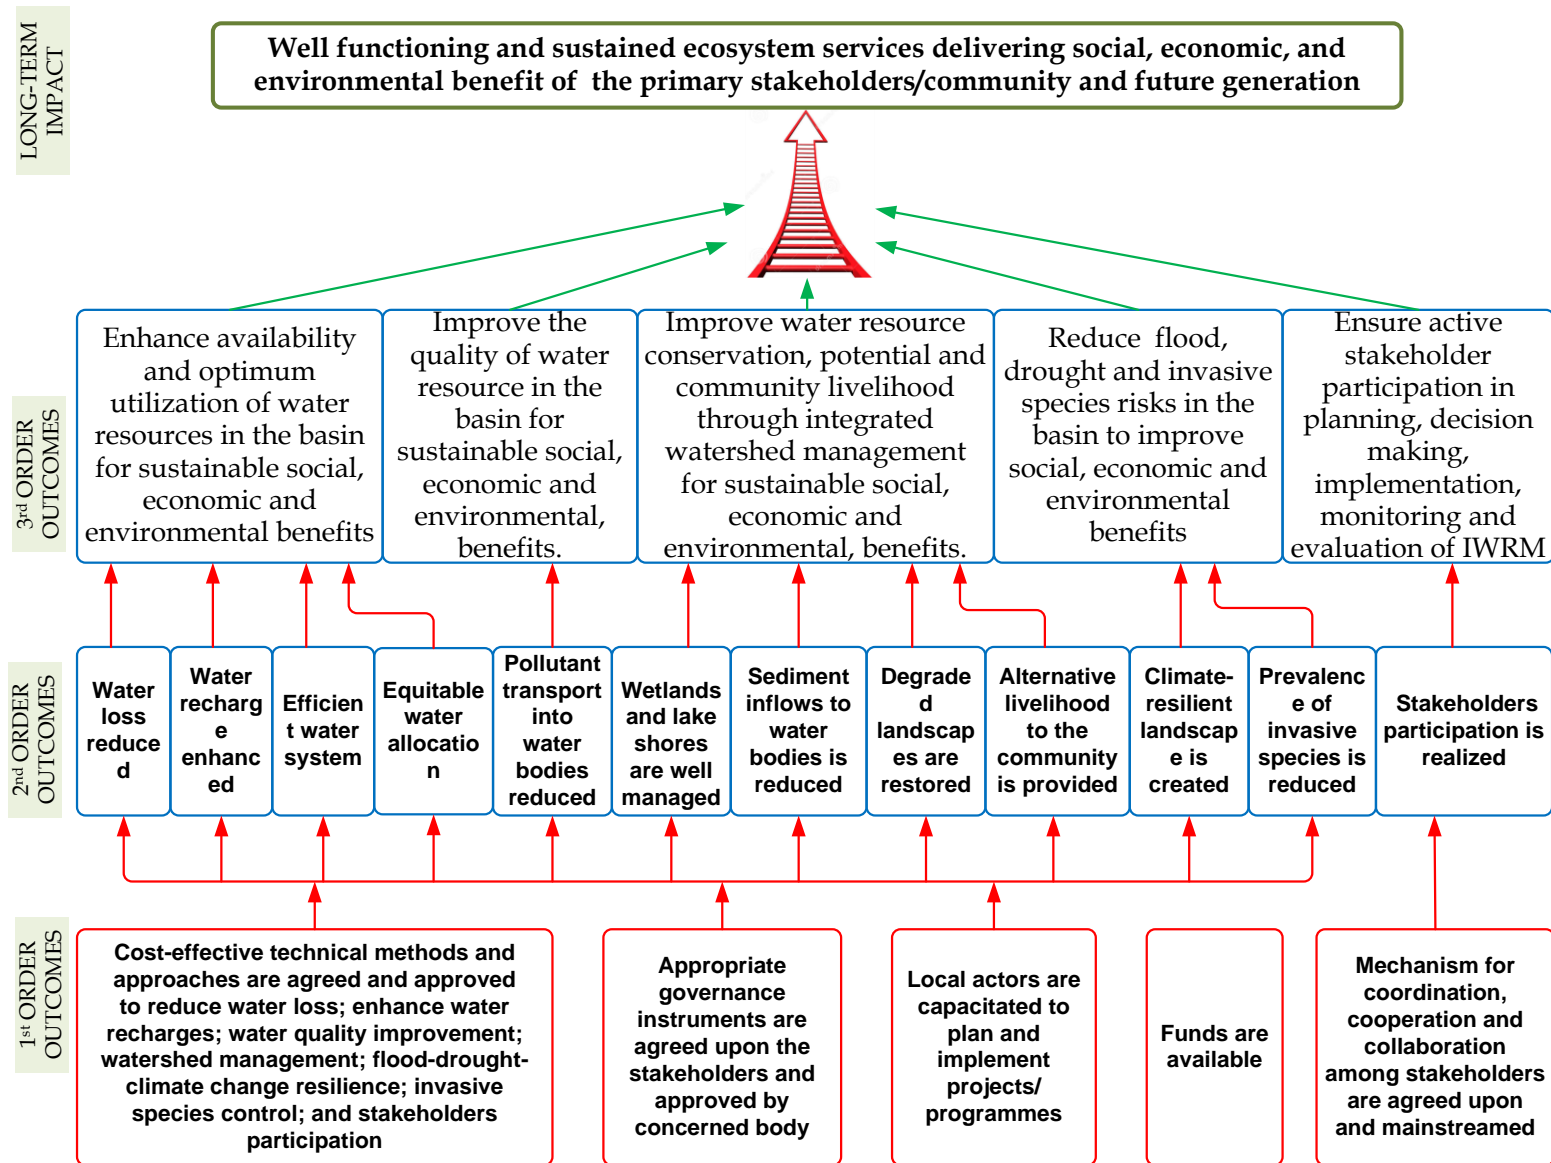 LONG-TERM
IMPACT
Well functioning and sustained ecosystem services delivering social, economic, and
environmental benefit of the primary stakeholders/community and future generation
3rd ORDER
OUTCOMES
Enhance availability
and optimum
utilization of water
resources in the basin
for sustainable social,
economic and
environmental benefits
Improve the
quality of water
resource in the
basin for
sustainable social,
economic and
environmental,
benefits.
Improve water resource
conservation, potential and
community livelihood
through integrated
watershed management
for sustainable social,
economic and
environmental, benefits.
Reduce flood,
drought and invasive
species risks in the
basin to improve
social, economic and
environmental
benefits
Ensure active
stakeholder
participation in
planning, decision
making,
implementation,
monitoring and
evaluation of IWRM
2nd ORDER
OUTCOMES
Water
loss
reduce
d
Water
recharg
e
enhanc
ed
Efficien
t water
system
Equitable
water
allocatio
n
Pollutant
transport
into
water
bodies
reduced
Wetlands
and lake
shores
are well
managed
Sediment
inflows to
water
bodies is
reduced
Degrade
d
landscap
es are
restored
Alternative
livelihood
to the
community
is provided
Climate-
resilient
landscap
e is
created
Prevalenc
e of
invasive
species is
reduced
Stakeholders
participation is
realized
1st ORDER
OUTCOMES
Cost-effective technical methods and
approaches are agreed and approved
to reduce water loss; enhance water
recharges; water quality improvement;
watershed management; flood-drought-
climate change resilience; invasive
species control; and stakeholders
participation
Appropriate
governance
instruments are
agreed upon the
stakeholders and
approved by
concerned body
Local actors are
capacitated to
plan and
implement
projects/
programmes
Funds are
available
Mechanism for
coordination,
cooperation and
collaboration
among stakeholders
are agreed upon
and mainstreamed